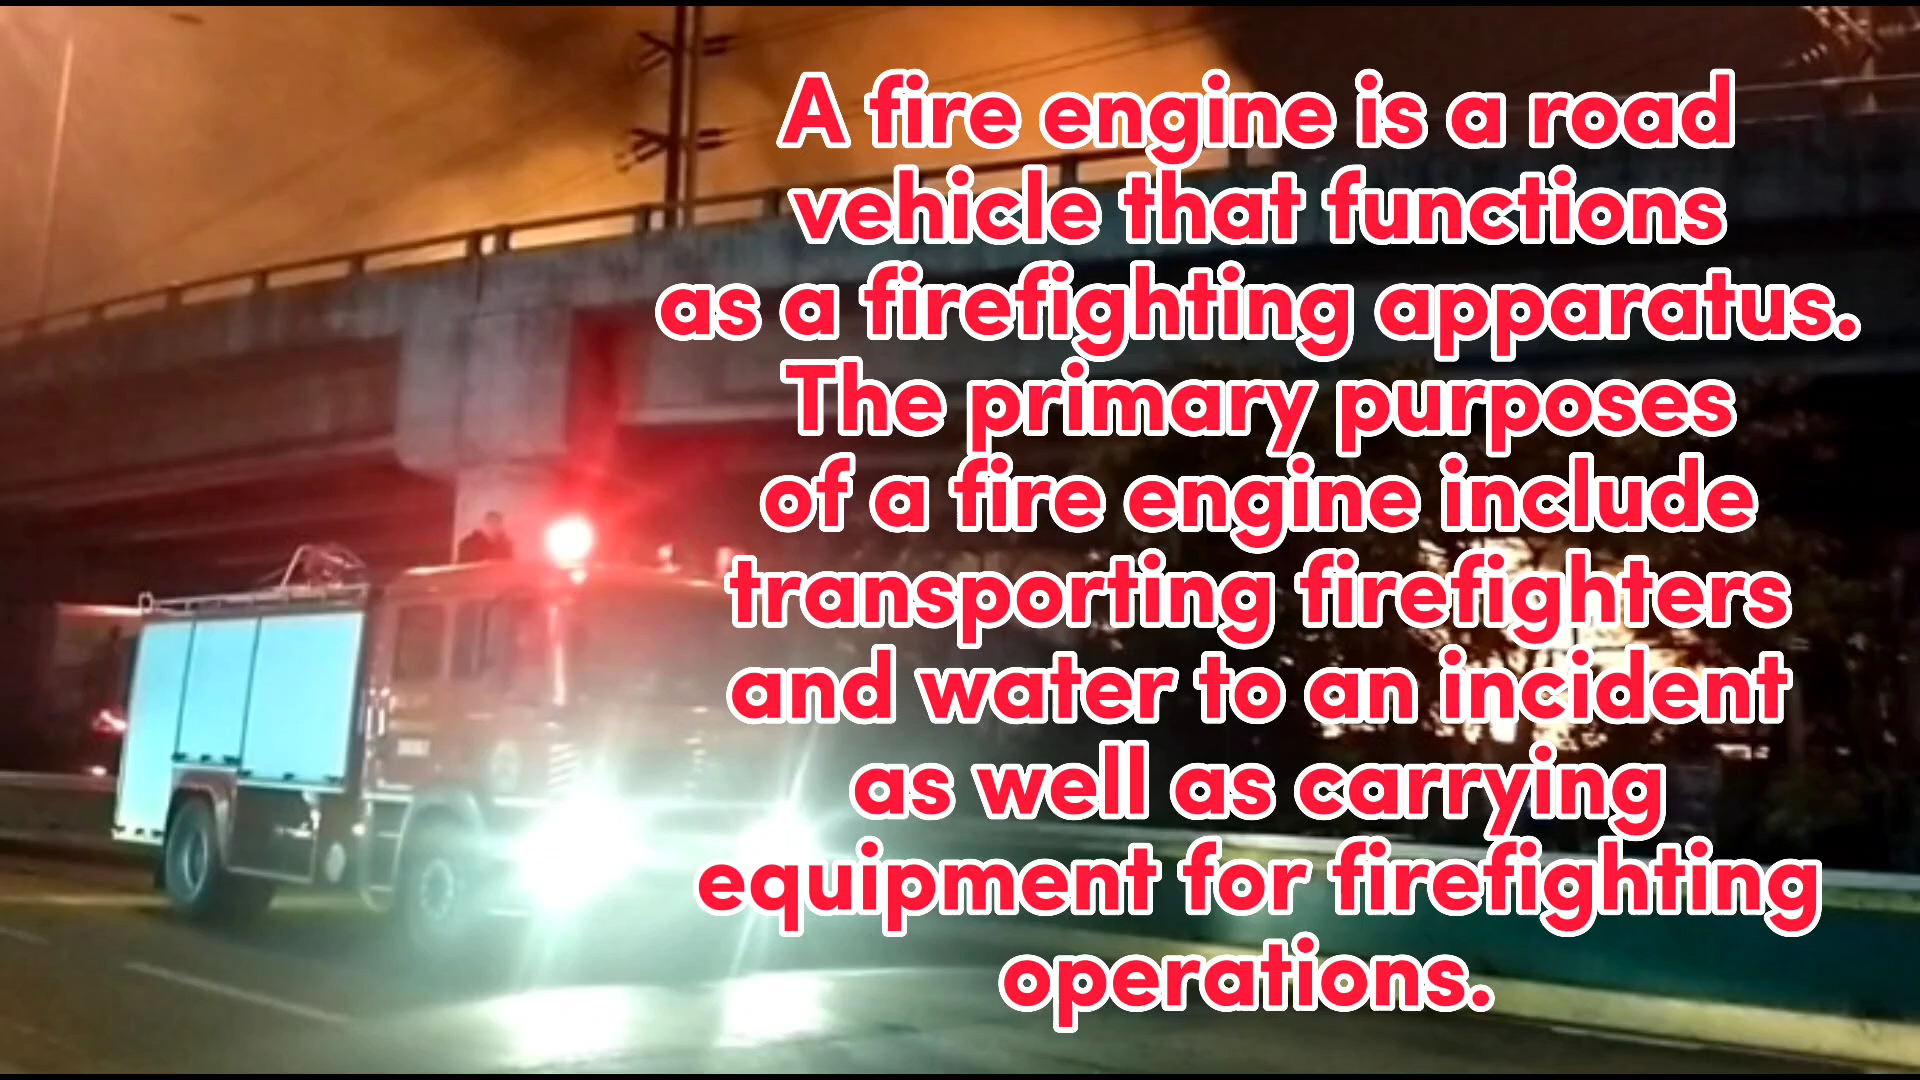 A fire engine is a road
vehicle that functions
as a firefighting apparatus.
The primary purposes
of a fire engine include
transporting firefighters
and water to an incident
as well as carrying
equipment for firefighting
operations.